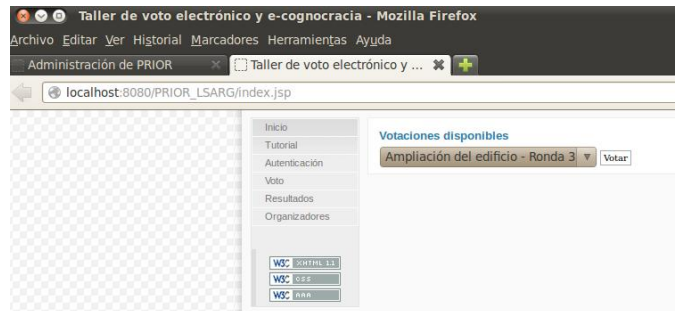 Taller de voto electrónico y e-cognocracia - Mozilla Firefox
Archivo Editar Ver Historial Marcadores Herramientas Ayuda
Administración de PRIOR
Taller de voto electrónico y ...
localhost:8080/PRIOR_LSARG/index.jsp
Inicio
Tutorial
Autenticación
Voto
Resultados
Organizadores
W3C XHTML 1.1
W3C CSS
W3C AAA
Votaciones disponibles
Ampliación del edificio - Ronda 3
Votar